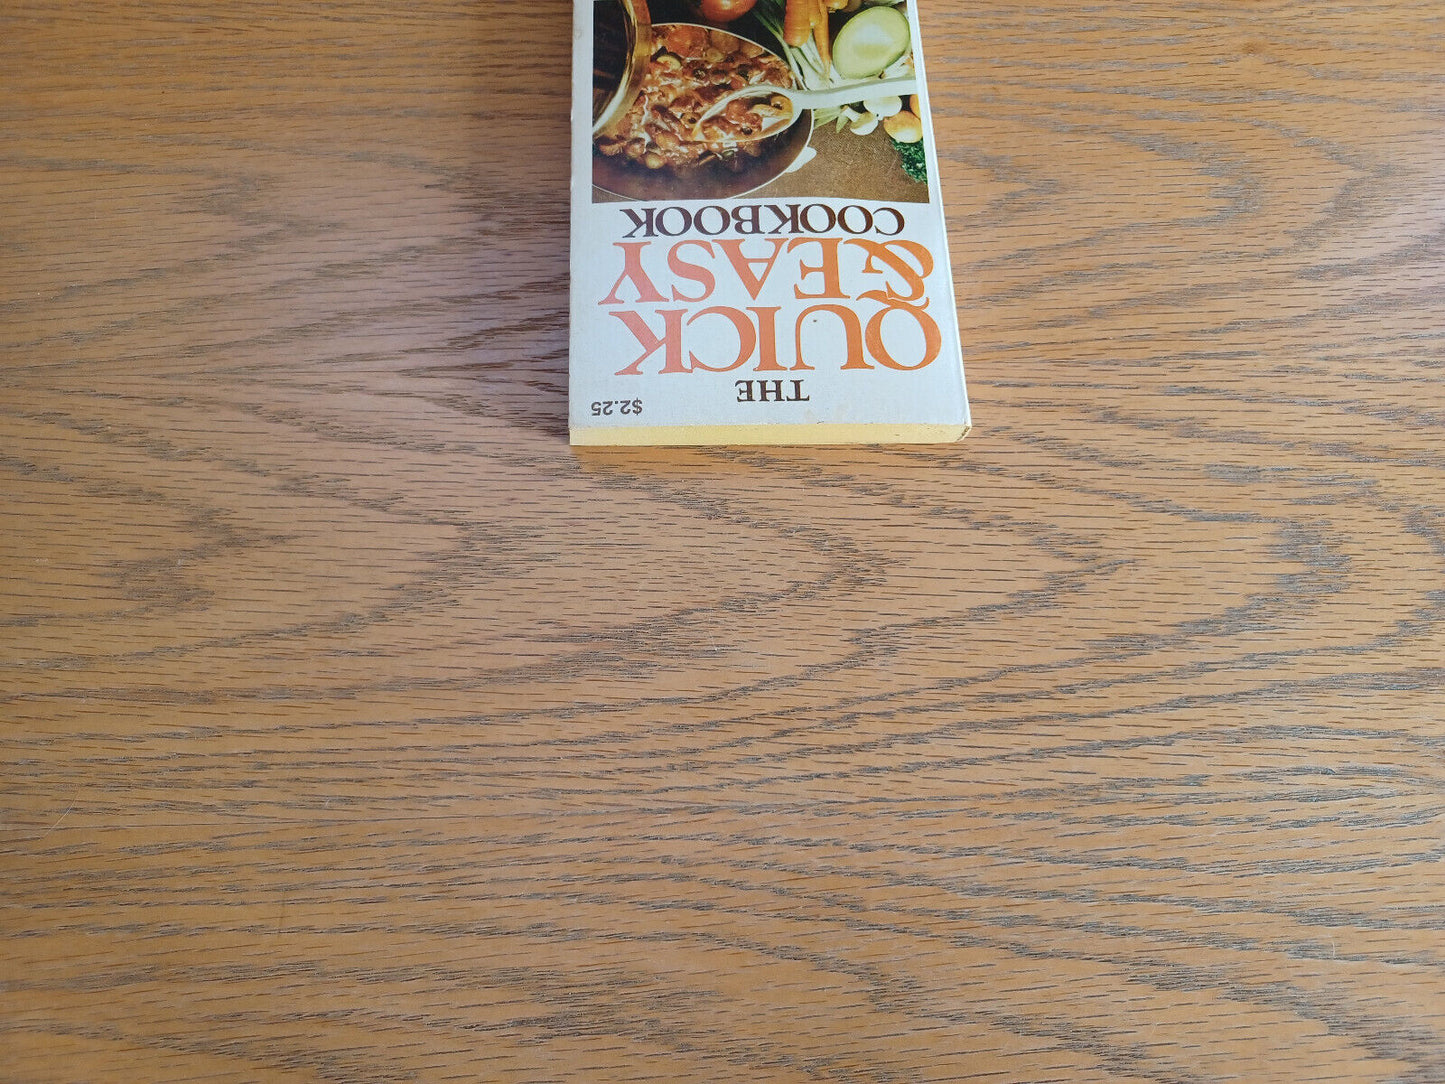 $2.25
THE
QUICK
& EASY
COOKBOOK